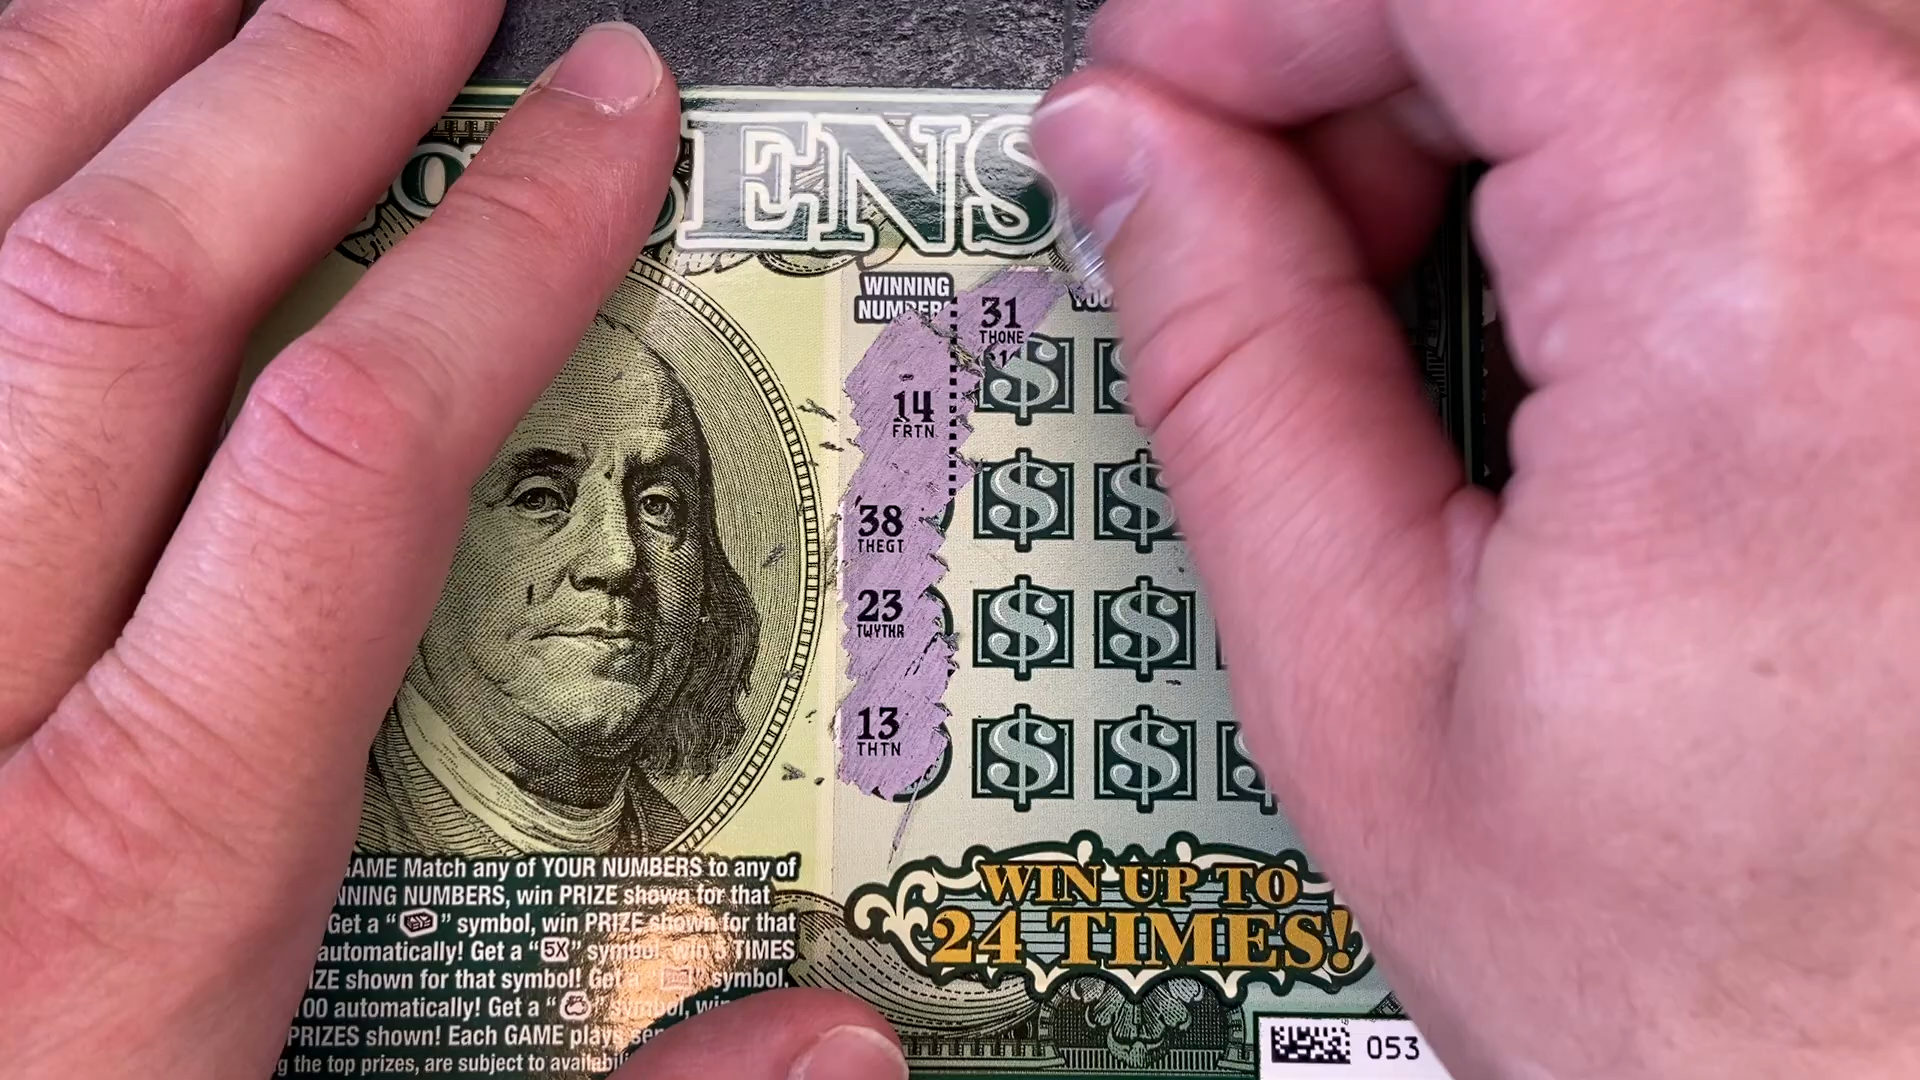 ENS
WINNING
31
THONE
14
FRTN
38
THEGT
23
TWYTHR
13
THTN
GAME Match any of YOUR NUMBERS to any of
NUMBERS, win PRIZE shown for that
Get a " " symbol, win PRIZE shown for that
automatically! Get a "5X" symbol, win 5 TIMES
shown for that symbol! Get a " " symbol,
automatically! Get a " " symbol,
PRIZES shown! Each GAME plays
the top prizes, are subject to
WIN UP TO
24 TIMES!
053